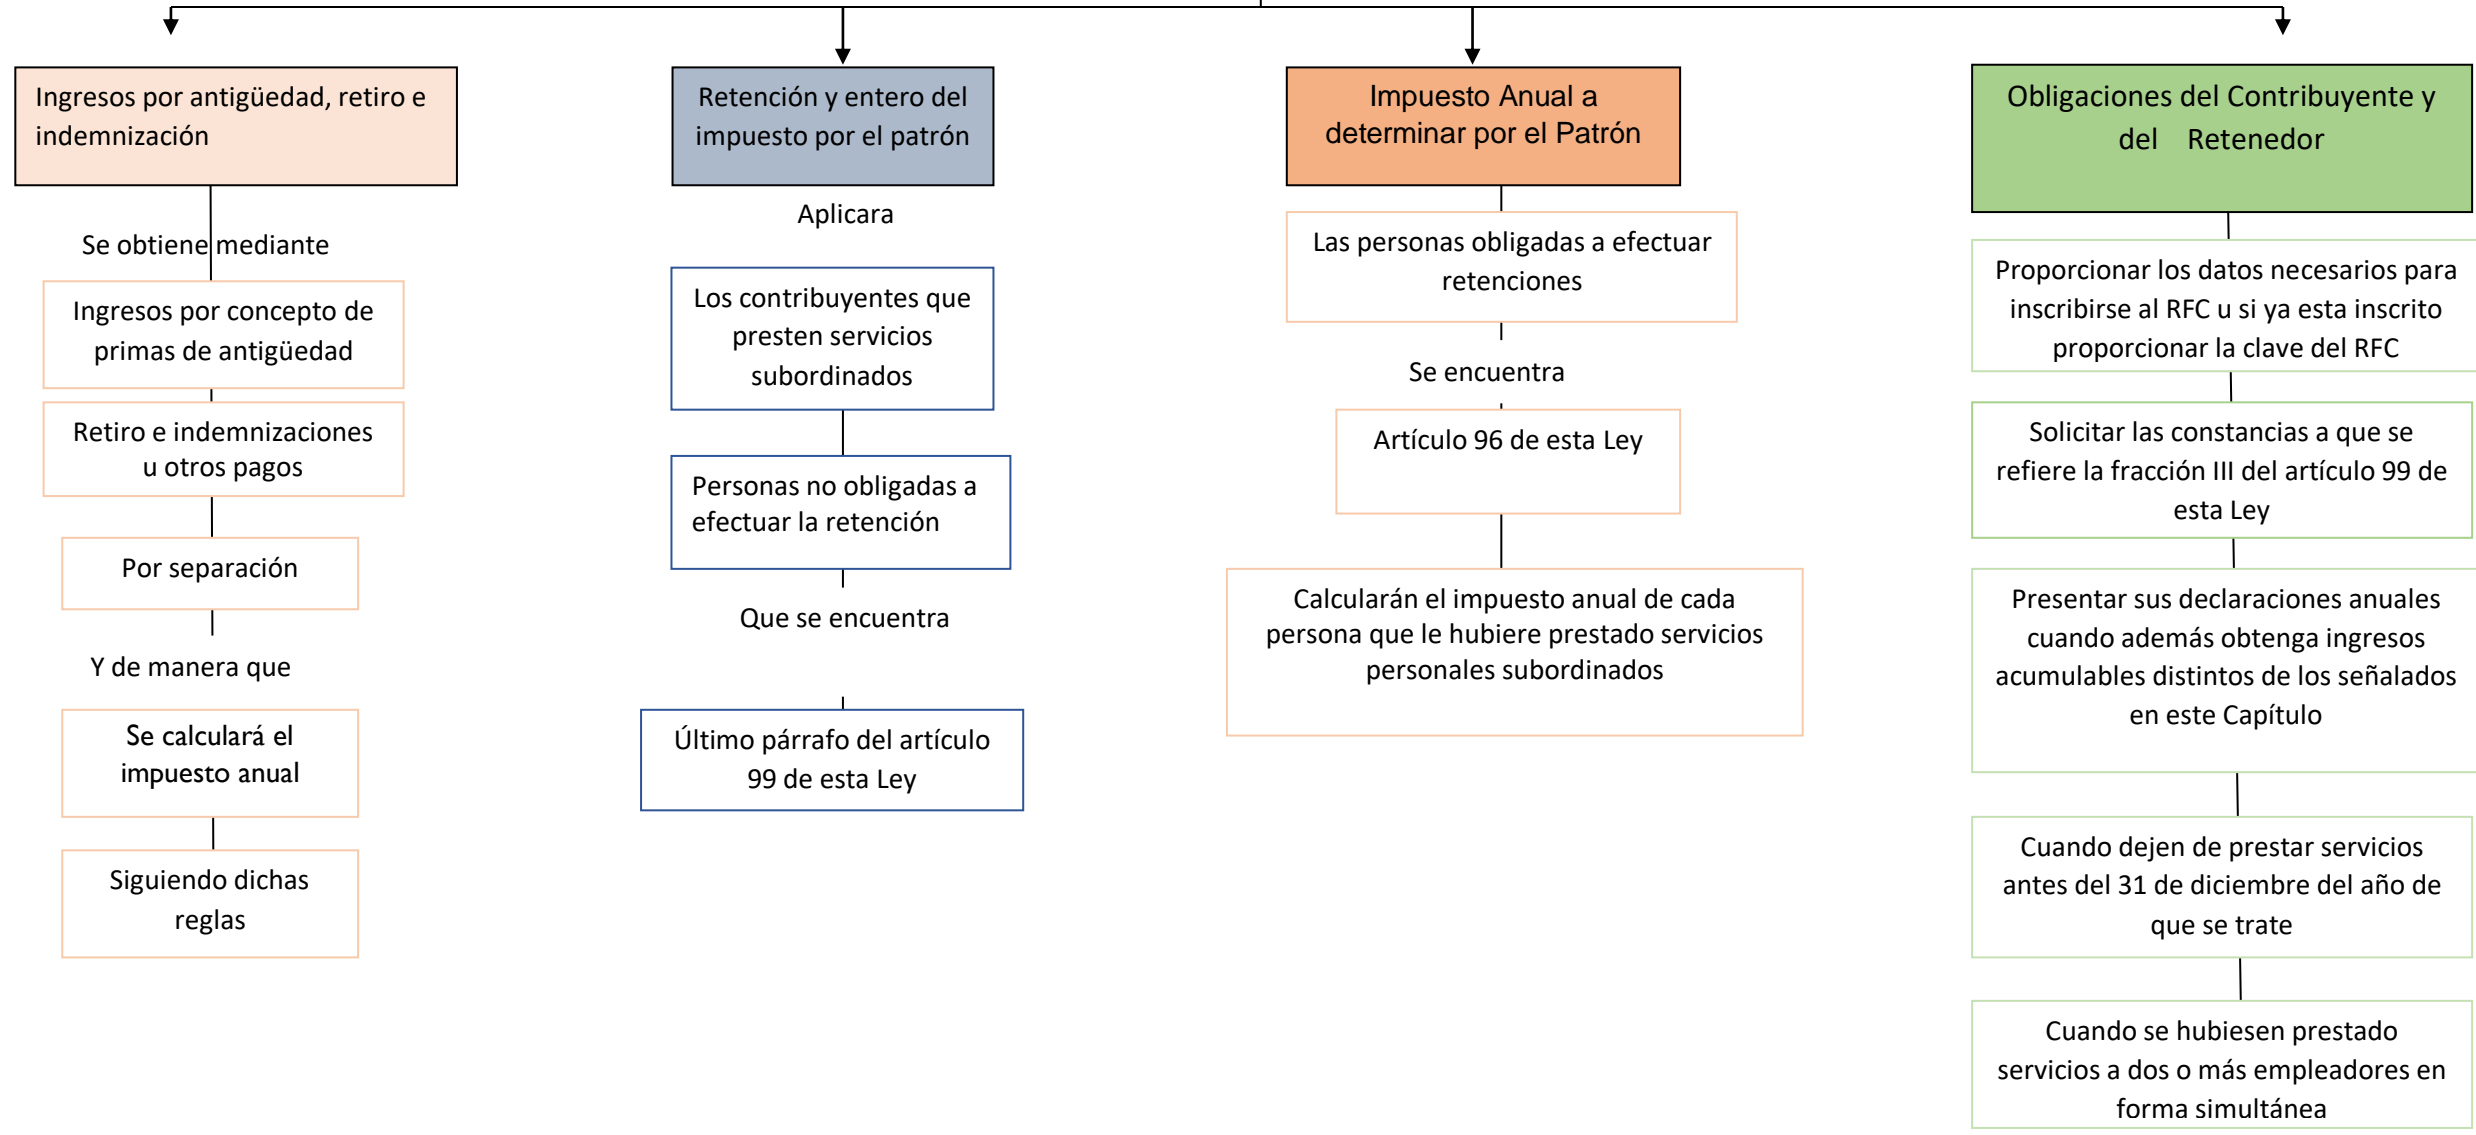 Ingresos por antigüedad, retiro e
indemnización
Se obtiene mediante
Ingresos por concepto de
primas de antigüedad
Retiro e indemnizaciones
u otros pagos
Por separación
Y de manera que
Se calculará el
impuesto anual
Siguiendo dichas
reglas
Retención y entero del
impuesto por el patrón
Aplicara
Los contribuyentes que
presten servicios
subordinados
Personas no obligadas a
efectuar la retención
Que se encuentra
Último párrafo del artículo
99 de esta Ley
Impuesto Anual a
determinar por el Patrón
Las personas obligadas a efectuar
retenciones
Se encuentra
Artículo 96 de esta Ley
Calcularán el impuesto anual de cada
persona que le hubiere prestado servicios
personales subordinados
Obligaciones del Contribuyente y
del Retenedor
Proporcionar los datos necesarios para
inscribirse al RFC u si ya esta inscrito
proporcionar la clave del RFC
Solicitar las constancias a que se
refiere la fracción III del artículo 99 de
esta Ley
Presentar sus declaraciones anuales
cuando además obtenga ingresos
acumulables distintos de los señalados
en este Capítulo
Cuando dejen de prestar servicios
antes del 31 de diciembre del año de
que se trate
Cuando se hubiesen prestado
servicios a dos o más empleadores en
forma simultánea